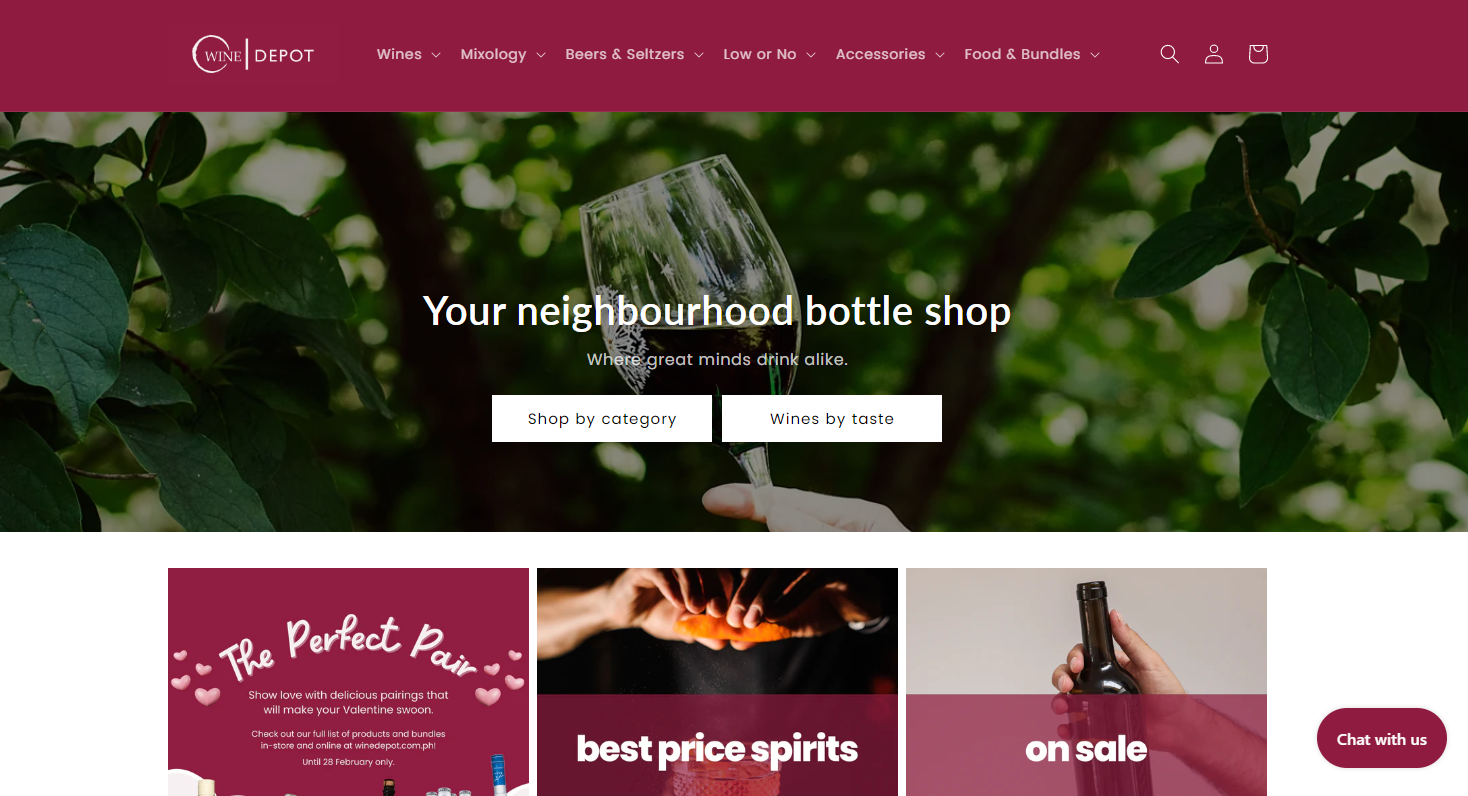 WINE DEPOT
Wines
Mixology
Beers & Seltzers
Low or No
Accessories
Food & Bundles
Your neighbourhood bottle shop
Where great minds drink alike.
Shop by category
Wines by taste
The Perfect Pair
Show love with delicious pairings that
will make your Valentine swoon.
Check out our full list of products and bundles
in-store and online at winedepot.com.ph!
Until 28 February only.
best price spirits
on sale
Chat with us